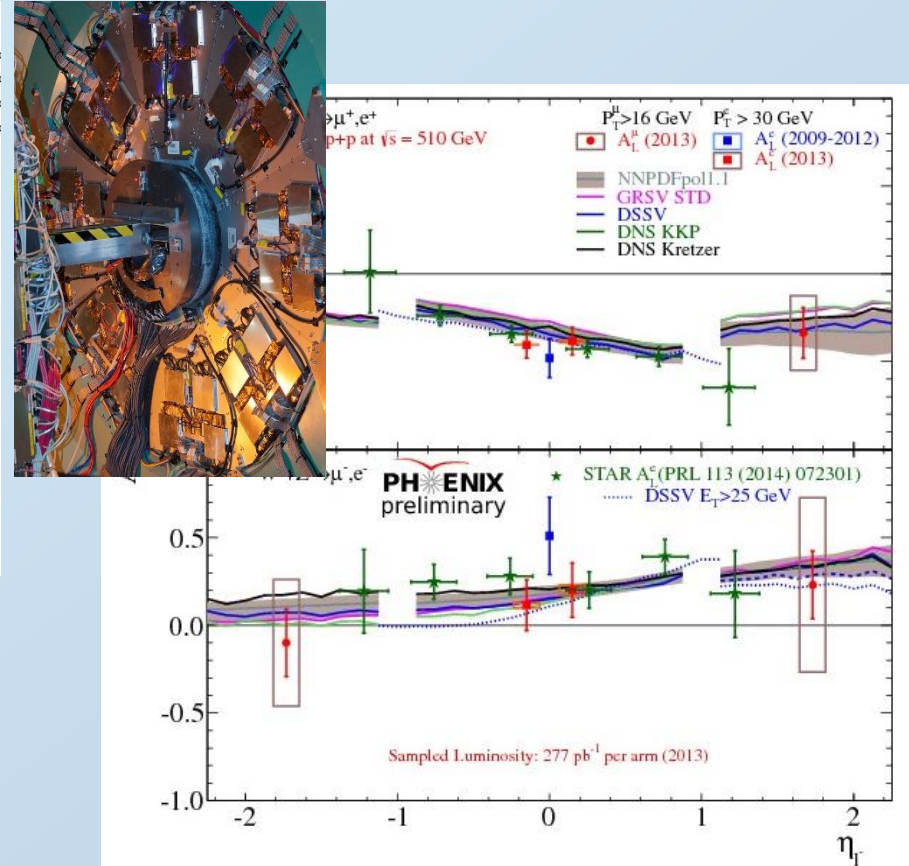 →μ⁺,e⁺
p+p at √s = 510 GeV
P_T^μ>16 GeV P_T^e > 30 GeV
A_L^μ (2013) A_L^e (2009-2012)
A_L^e (2013)
NNPDFpol1.1
GRSV STD
DSSV
DNS KKP
DNS Kretzer
→μ⁻,e⁻
PHENIX
preliminary
STAR A_L^e (PRL 113 (2014) 072301)
DSSV E_T>25 GeV
0.5
0.0
-0.5
Sampled Luminosity: 277 pb⁻¹ per arm (2013)
-1.0
-2 -1 0 1 2
η_l